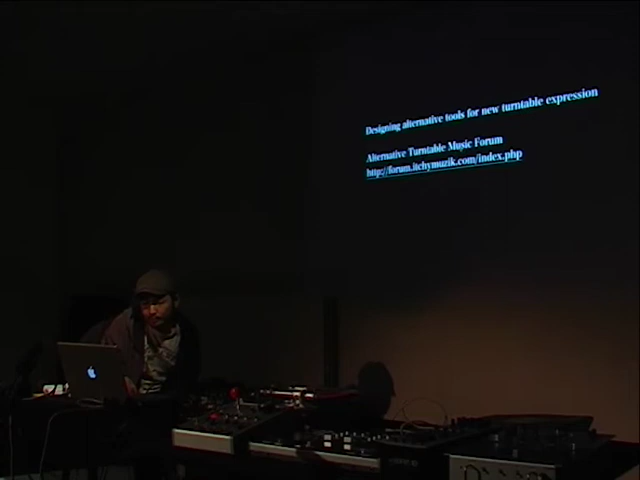 Designing alternative tools for new turntable expression
Alternative Turntable Music Forum
http://forum.itchymuzik.com/index.php